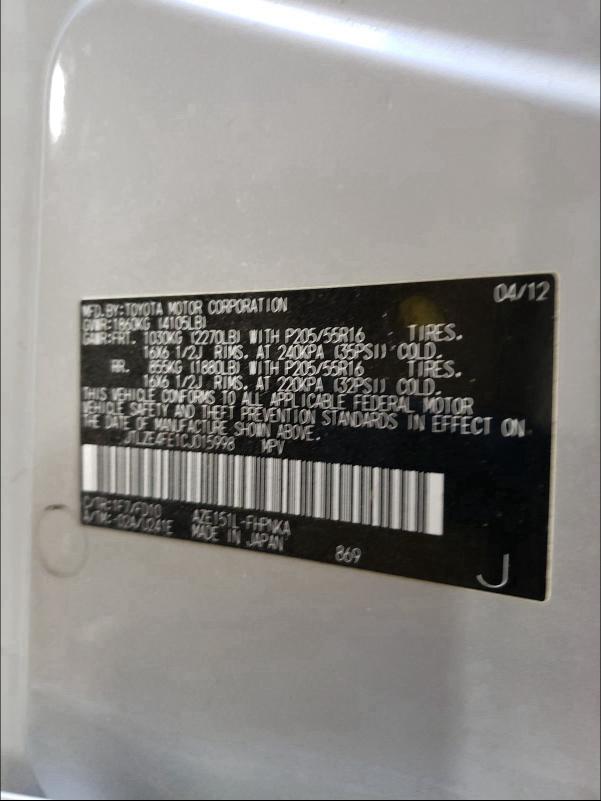 MFD.BY:TOYOTA MOTOR CORPORATION 04/12
GVWR:1860KG (4105LB)
GAWR:FRT. 1030KG (2270LB) WITH P205/55R16 TIRES.
16X6 1/2J RIMS. AT 240KPA (35PSI) COLD.
RR. 855KG (1880LB) WITH P205/55R16 TIRES.
16X6 1/2J RIMS. AT 220KPA (32PSI) COLD.
THIS VEHICLE CONFORMS TO ALL APPLICABLE FEDERAL MOTOR
VEHICLE SAFETY AND THEFT PREVENTION STANDARDS IN EFFECT ON
THE DATE OF MANUFACTURE SHOWN ABOVE.
JTLZE4FE1CJ015998 MPV
C/TR:1F7/FD10 AZE151L-FHPNKA
MADE IN JAPAN 869
J